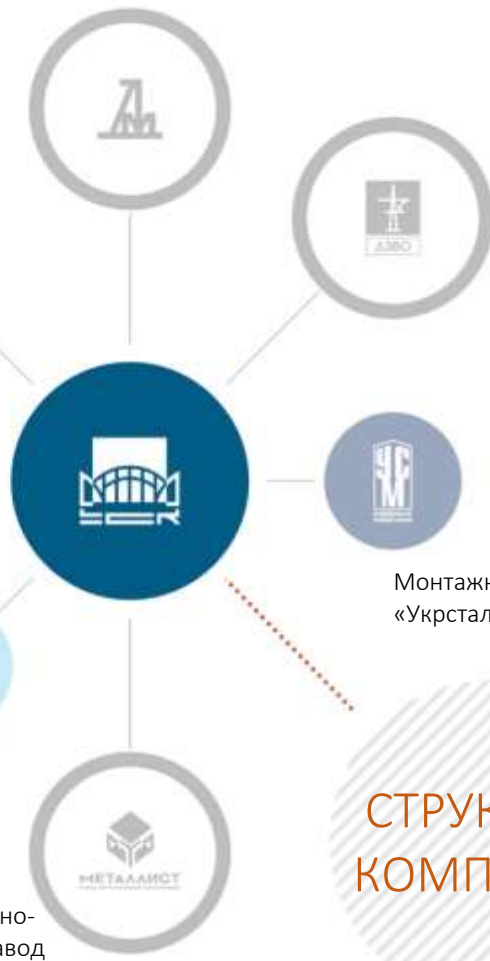 ДЗВО
УСМ
Монтажн
«Укрстал
МЕТАЛЛИСТ
СТРУК
КОМП
но-
авод